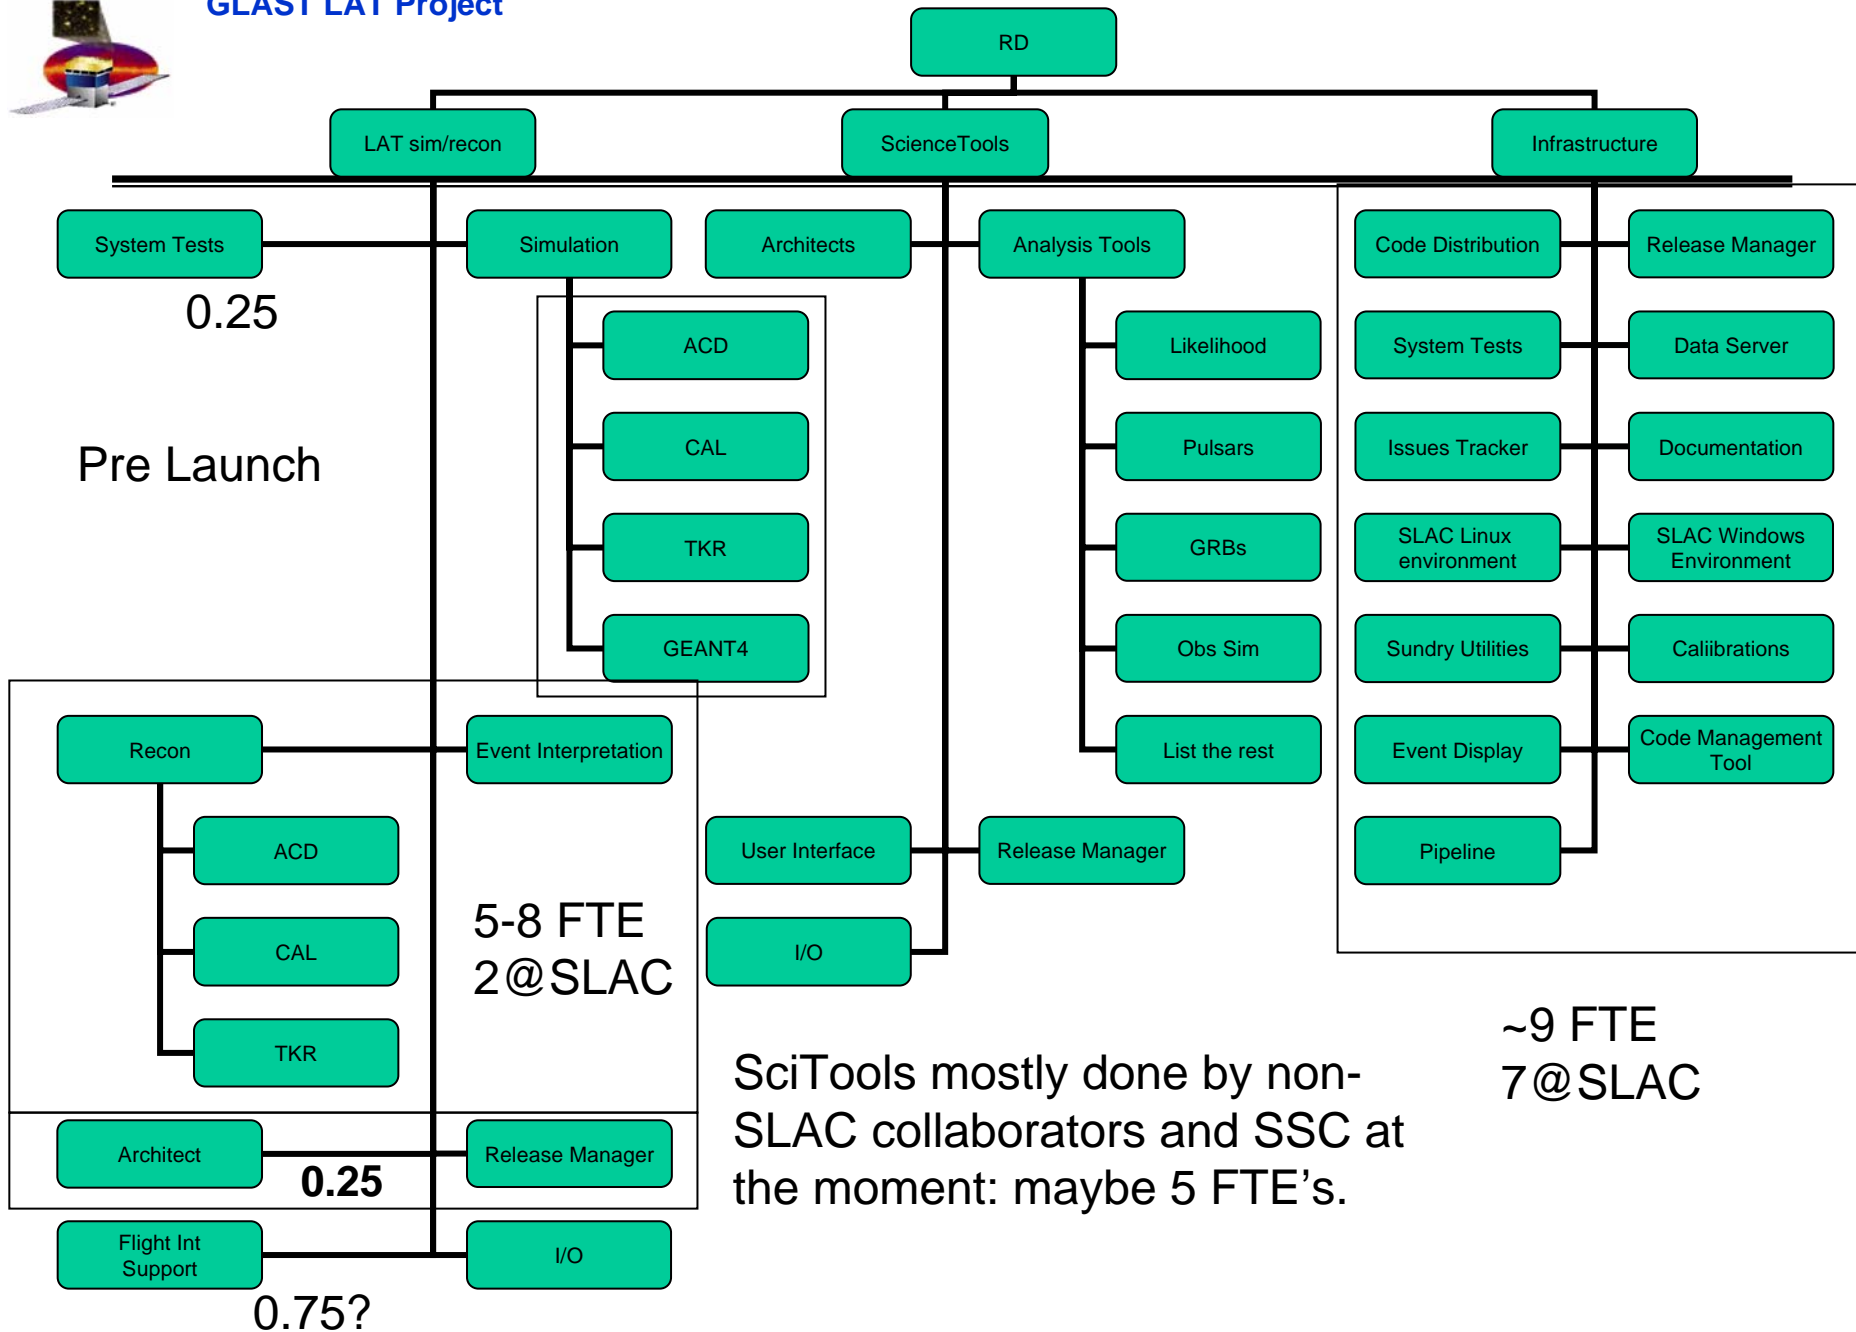 GLAST LAT Project
RD
LAT sim/recon
ScienceTools
Infrastructure
System Tests
Simulation
Architects
Analysis Tools
Code Distribution
Release Manager
0.25
ACD
Likelihood
System Tests
Data Server
Pre Launch
CAL
Pulsars
Issues Tracker
Documentation
TKR
GRBs
SLAC Linux
environment
SLAC Windows
Environment
GEANT4
Obs Sim
Sundry Utilities
Caliibrations
Recon
Event Interpretation
List the rest
Event Display
Code Management
Tool
ACD
User Interface
Release Manager
Pipeline
5-8 FTE
2@SLAC
CAL
I/O
TKR
~9 FTE
7@SLAC
SciTools mostly done by non-
SLAC collaborators and SSC at
the moment: maybe 5 FTE’s.
Architect
0.25
Release Manager
Flight Int
Support
I/O
0.75?